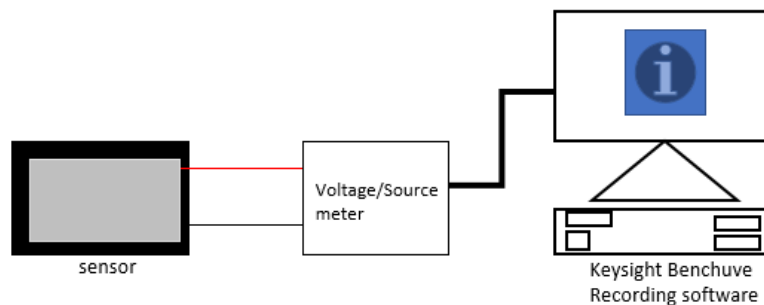 Voltage/Source
meter
sensor
Keysight Benchuve
Recording software